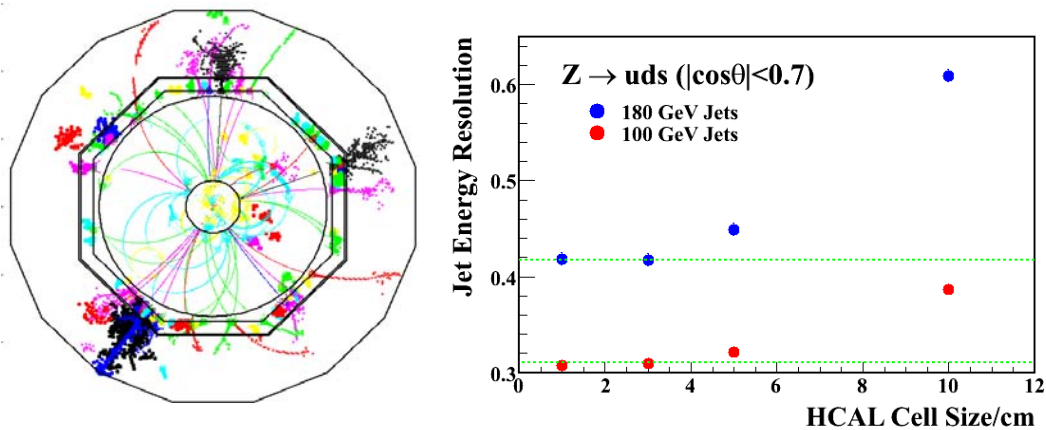 Z → uds (|cosθ|<0.7)
180 GeV Jets
100 GeV Jets
Jet Energy Resolution
0.6
0.5
0.4
0.3
0 2 4 6 8 10 12
HCAL Cell Size/cm